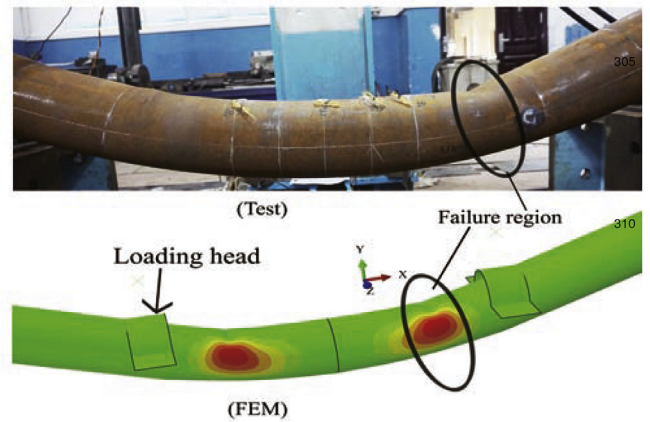 305
(Test)
Failure region
310
Loading head
Y
X
Z
(FEM)